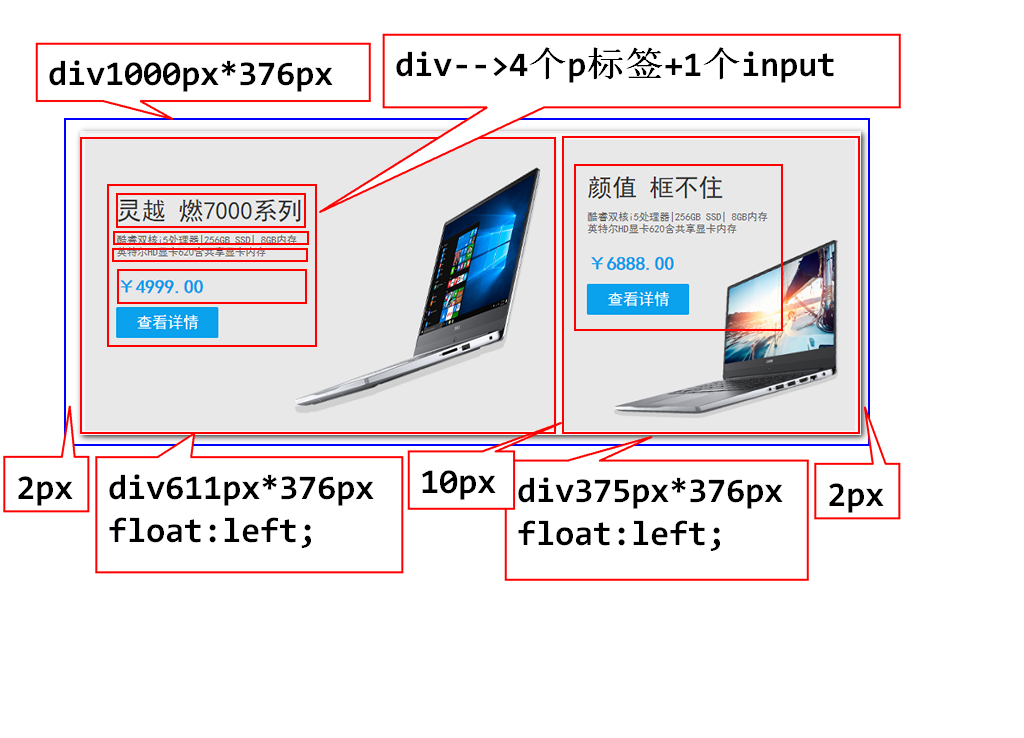 div1000px*376px
div-->4个p标签+1个input
灵越 燃7000系列
酷睿双核i5处理器|256GB SSD| 8GB内存
英特尔HD显卡620含共享显卡内存
￥4999.00
查看详情
颜值 框不住
酷睿双核i5处理器|256GB SSD| 8GB内存
英特尔HD显卡620含共享显卡内存
￥6888.00
查看详情
2px
div611px*376px
float:left;
10px
div375px*376px
float:left;
2px